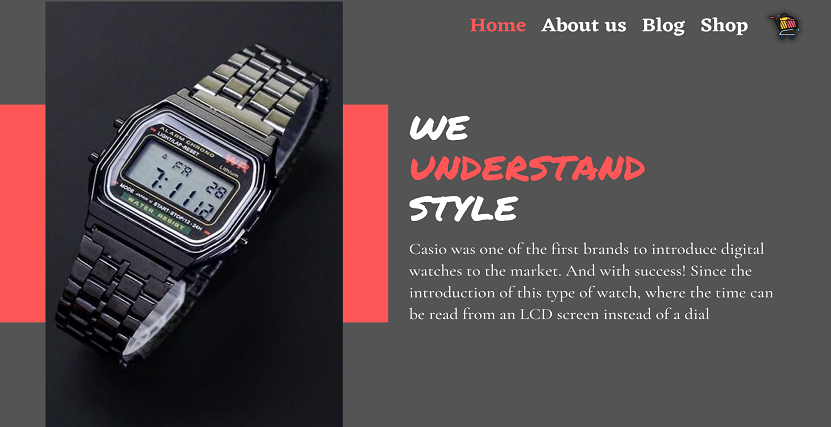 Home About us Blog Shop
WE
UNDERSTAND
STYLE
Casio was one of the first brands to introduce digital
watches to the market. And with success! Since the
introduction of this type of watch, where the time can
be read from an LCD screen instead of a dial
ALARM CHRONO
LIGHT/LAP-RESET
WR
Lithium
FR 28
7:11
MODE
START-STOP/12·24H
WATER RESIST